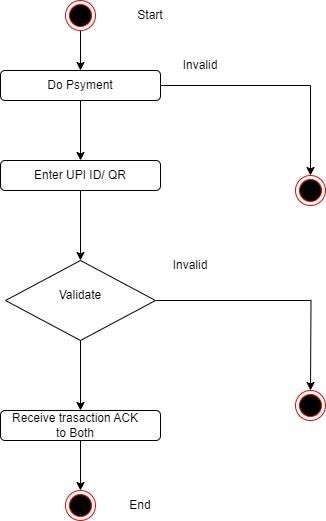 Start
Invalid
Do Psyment
Enter UPI ID/ QR
Invalid
Validate
Receive trasaction ACK
to Both
End